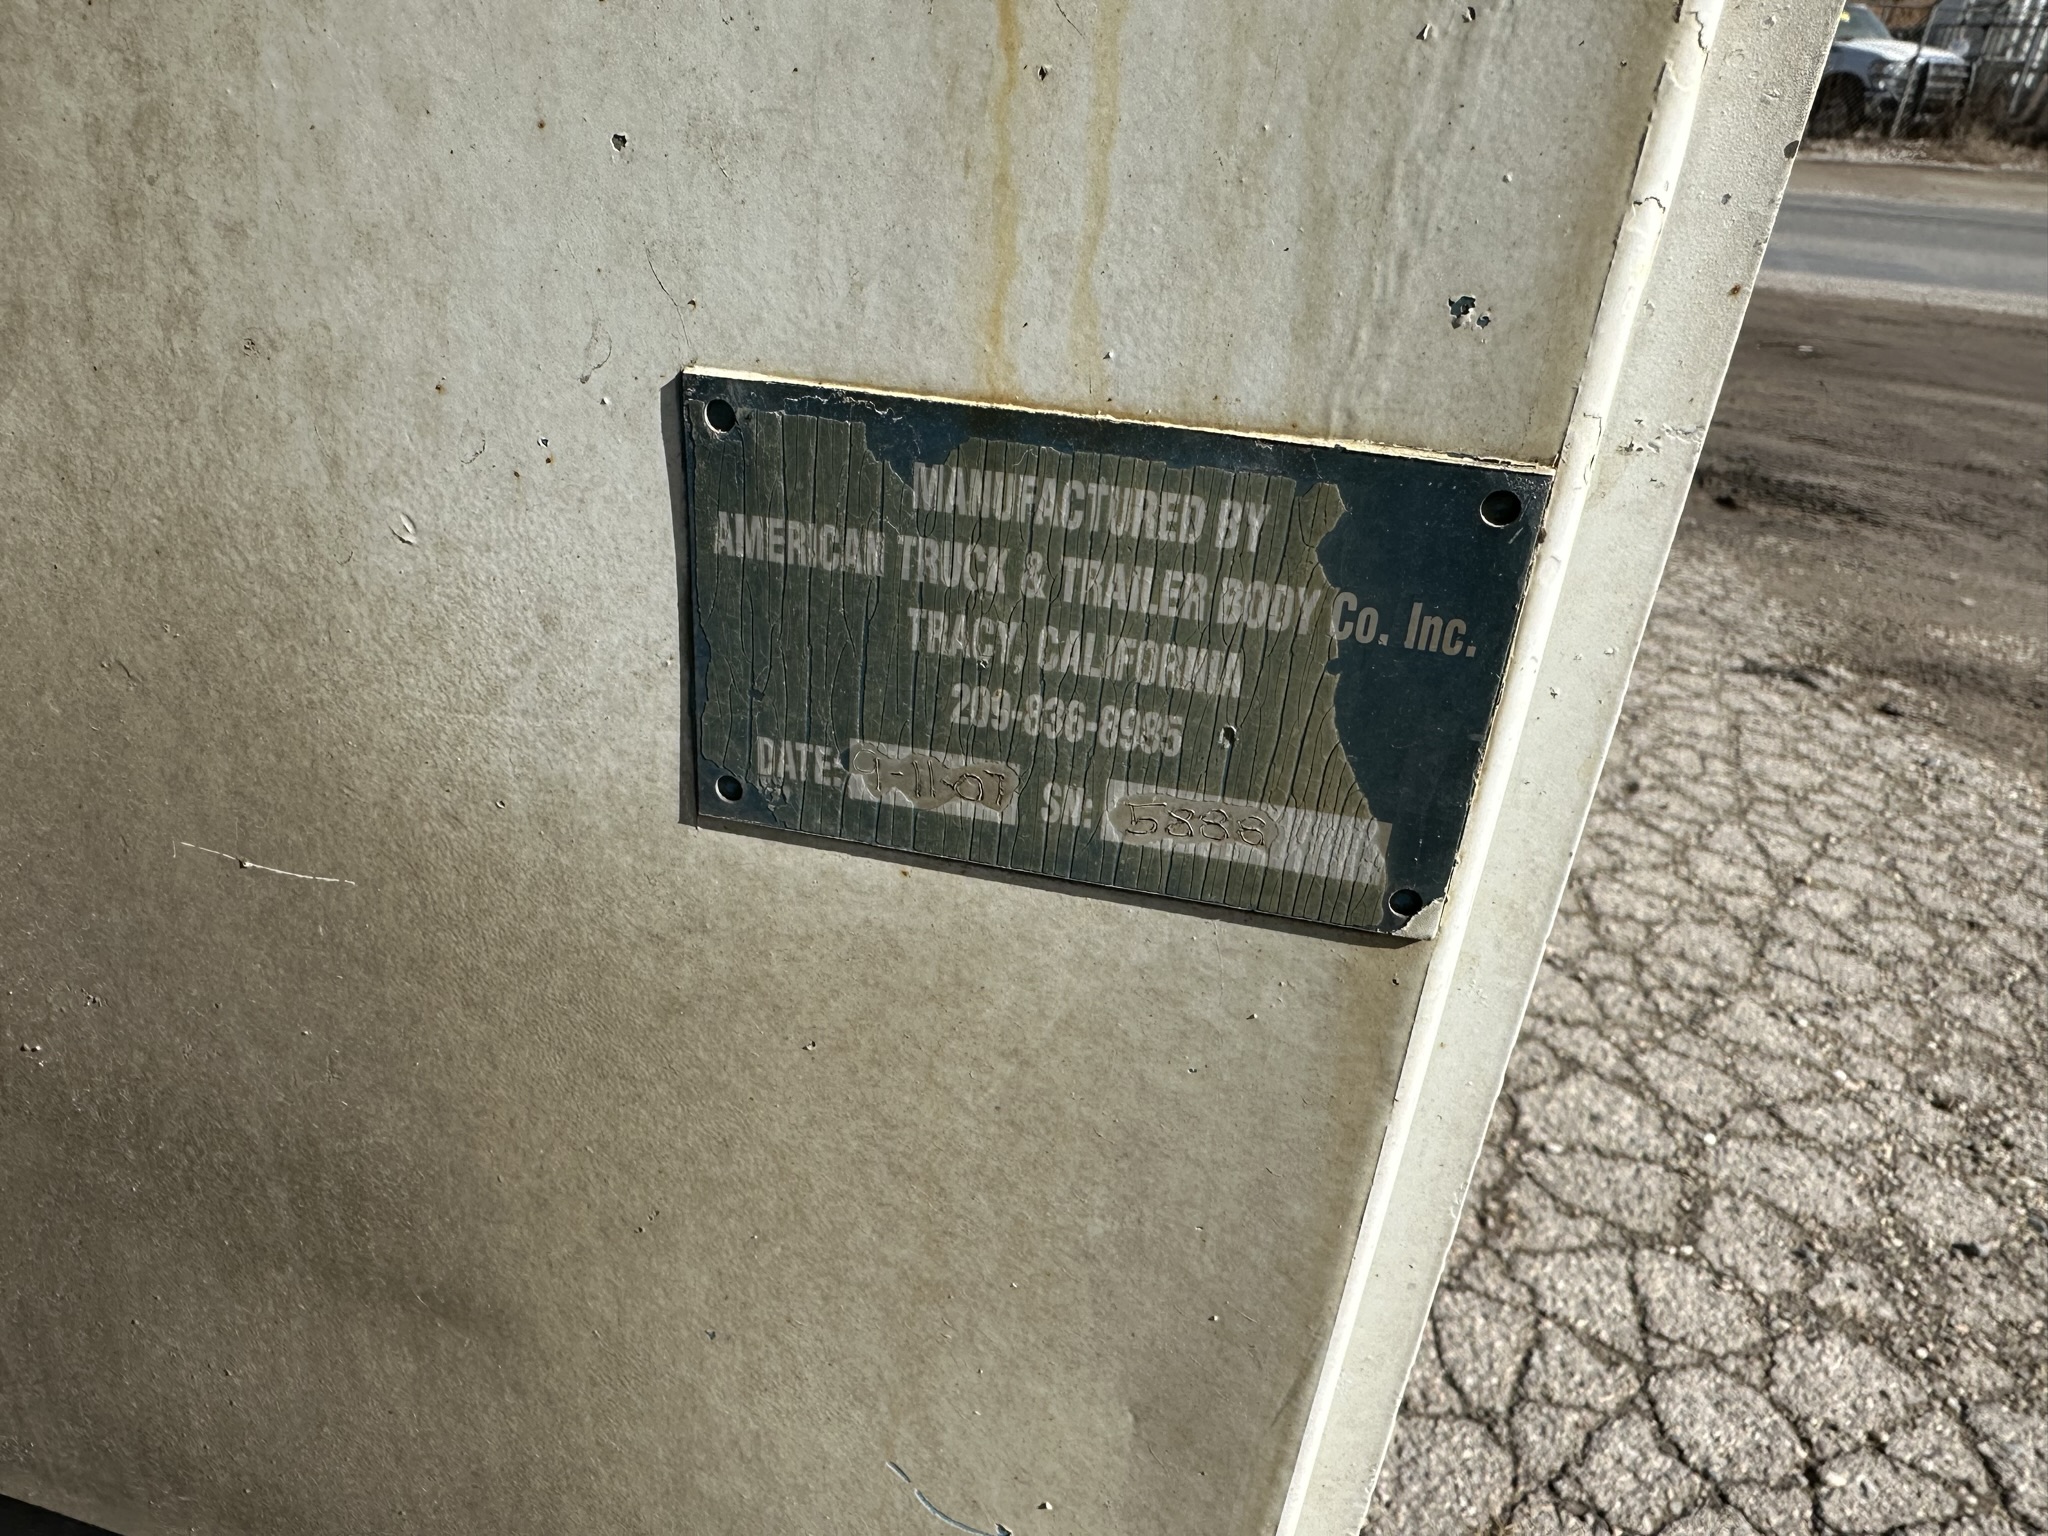 MANUFACTURED BY
AMERICAN TRUCK & TRAILER BODY Co. Inc.
TRACY, CALIFORNIA
209-836-8985
DATE: 9-11-07 SN: 5888